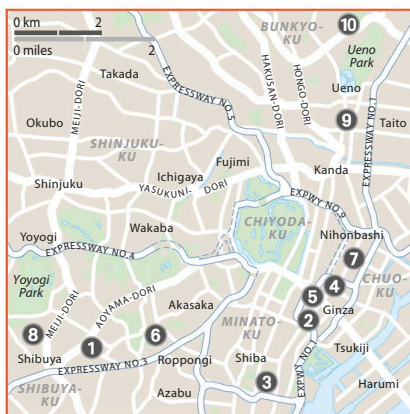 0 km 2
0 miles 2
BUNKYO-
KU
10
Ueno
Park
Takada
EXPRESSWAY NO.5
HAKUSAN-DORI
HONGO-DORI
Ueno
MEIJI-DORI
Okubo
9
Taito
EXPRESSWAY NO.1
SHINJUKU-
KU
Fujimi
Kanda
Ichigaya
Shinjuku
YASUKUNI-DORI
EXPWY NO.9
CHIYODA-
KU
Wakaba
Nihonbashi
Yoyogi
EXPRESSWAY NO.4
7
CHUO-
KU
Yoyogi
Park
AOYAMA-DORI
4
5
Akasaka
Ginza
MEIJI-DORI
MINATO-
KU
2
8
1
6
Tsukiji
Shibuya
Roppongi
Shiba
EXPRESSWAY NO.3
EXPWY NO.1
3
SHIBUYA-
KU
Azabu
Harumi